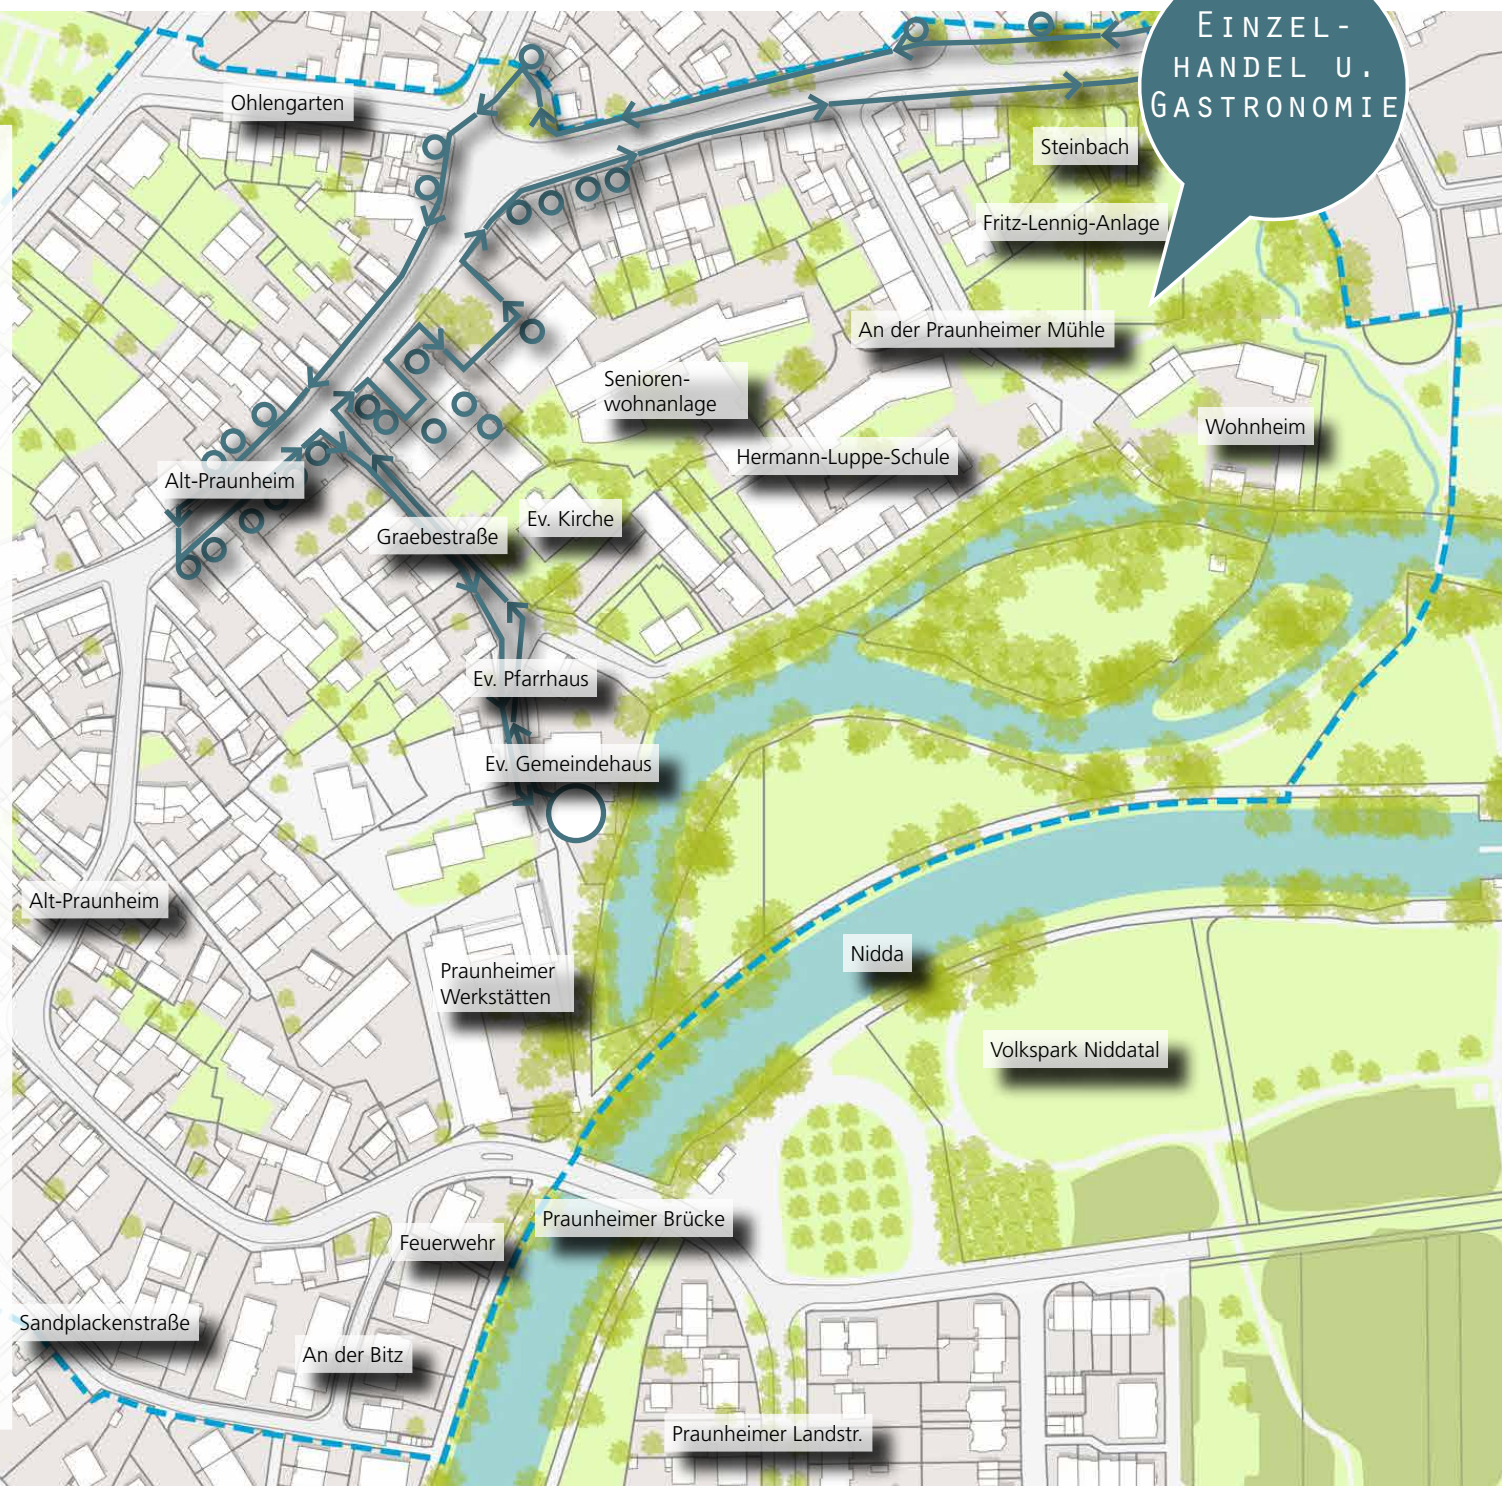 EINZEL-
HANDEL U.
GASTRONOMIE
Ohlengarten
Steinbach
Fritz-Lennig-Anlage
An der Praunheimer Mühle
Senioren-
wohnanlage
Wohnheim
Hermann-Luppe-Schule
Alt-Praunheim
Ev. Kirche
Graebestraße
Ev. Pfarrhaus
Ev. Gemeindehaus
Alt-Praunheim
Nidda
Praunheimer
Werkstätten
Volkspark Niddatal
Praunheimer Brücke
Feuerwehr
Sandplackenstraße
An der Bitz
Praunheimer Landstr.